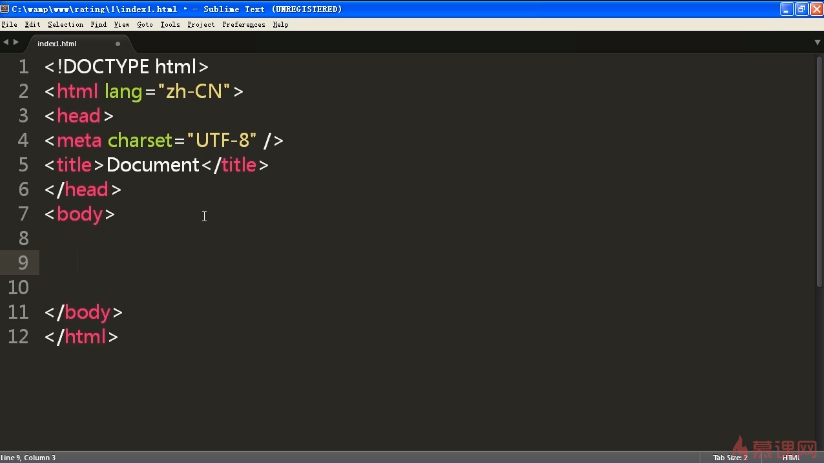 C:\wamp\www\rating\1\index1.html * - Sublime Text (UNREGISTERED)
File Edit Selection Find View Goto Tools Project Preferences Help
index1.html
1 <!DOCTYPE html>
2 <html lang="zh-CN">
3 <head>
4 <meta charset="UTF-8" />
5 <title>Document</title>
6 </head>
7 <body>
8
9
10
11 </body>
12 </html>
慕课网
Line 9, Column 3 Tab Size: 2 HTML